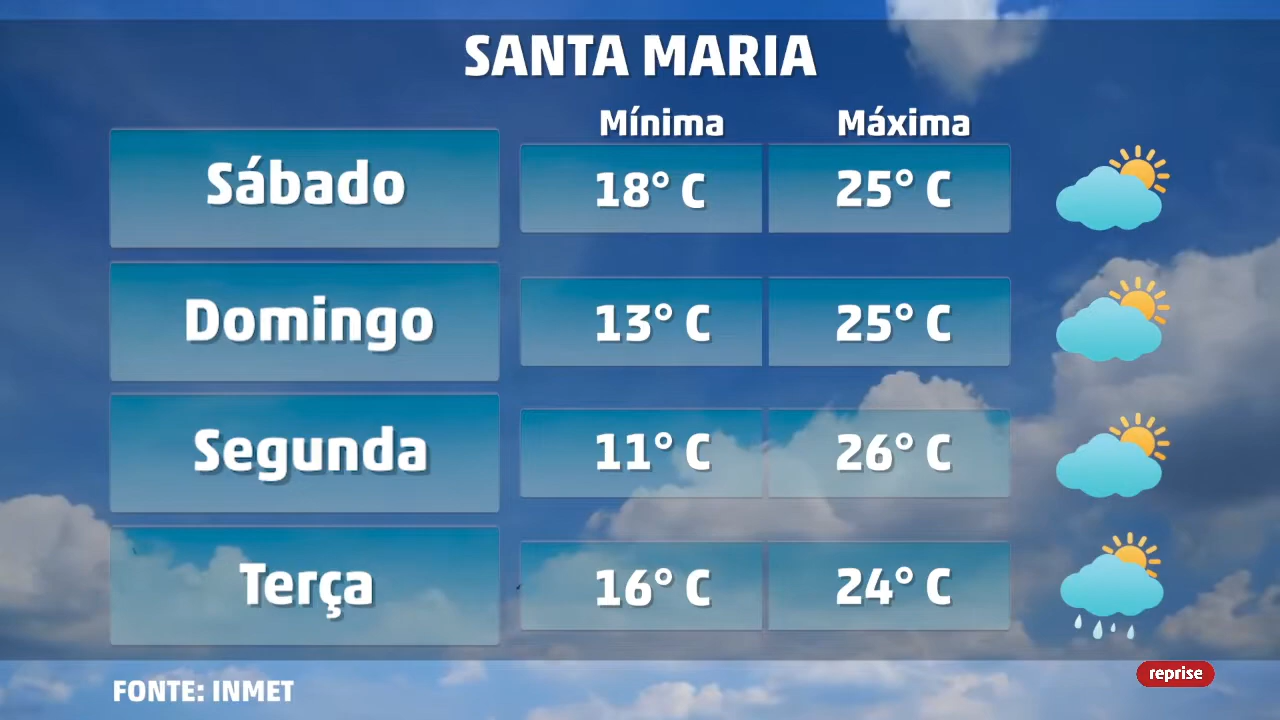 SANTA MARIA
Mínima Máxima
Sábado 18° C 25° C
Domingo 13° C 25° C
Segunda 11° C 26° C
Terça 16° C 24° C
reprise
FONTE: INMET